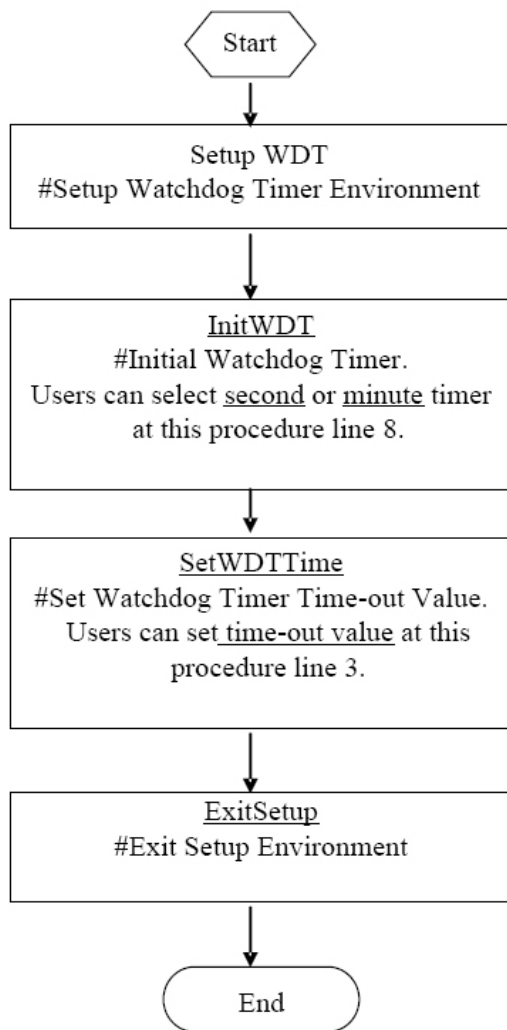 Start
Setup WDT
#Setup Watchdog Timer Environment
InitWDT
#Initial Watchdog Timer.
Users can select second or minute timer
at this procedure line 8.
SetWDTTime
#Set Watchdog Timer Time-out Value.
Users can set time-out value at this
procedure line 3.
ExitSetup
#Exit Setup Environment
End